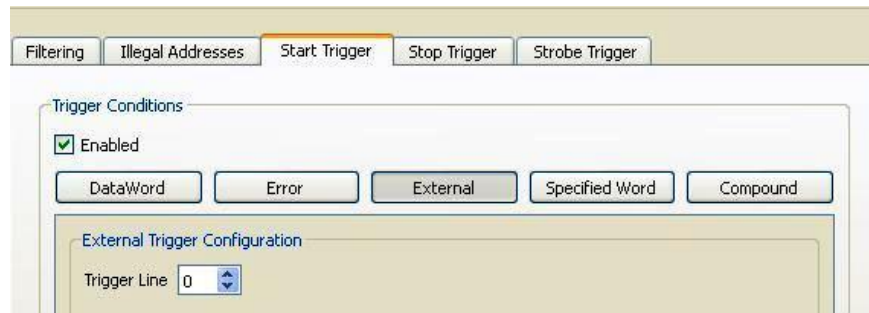 Filtering Illegal Addresses Start Trigger Stop Trigger Strobe Trigger
Trigger Conditions
Enabled
DataWord Error External Specified Word Compound
External Trigger Configuration
Trigger Line 0